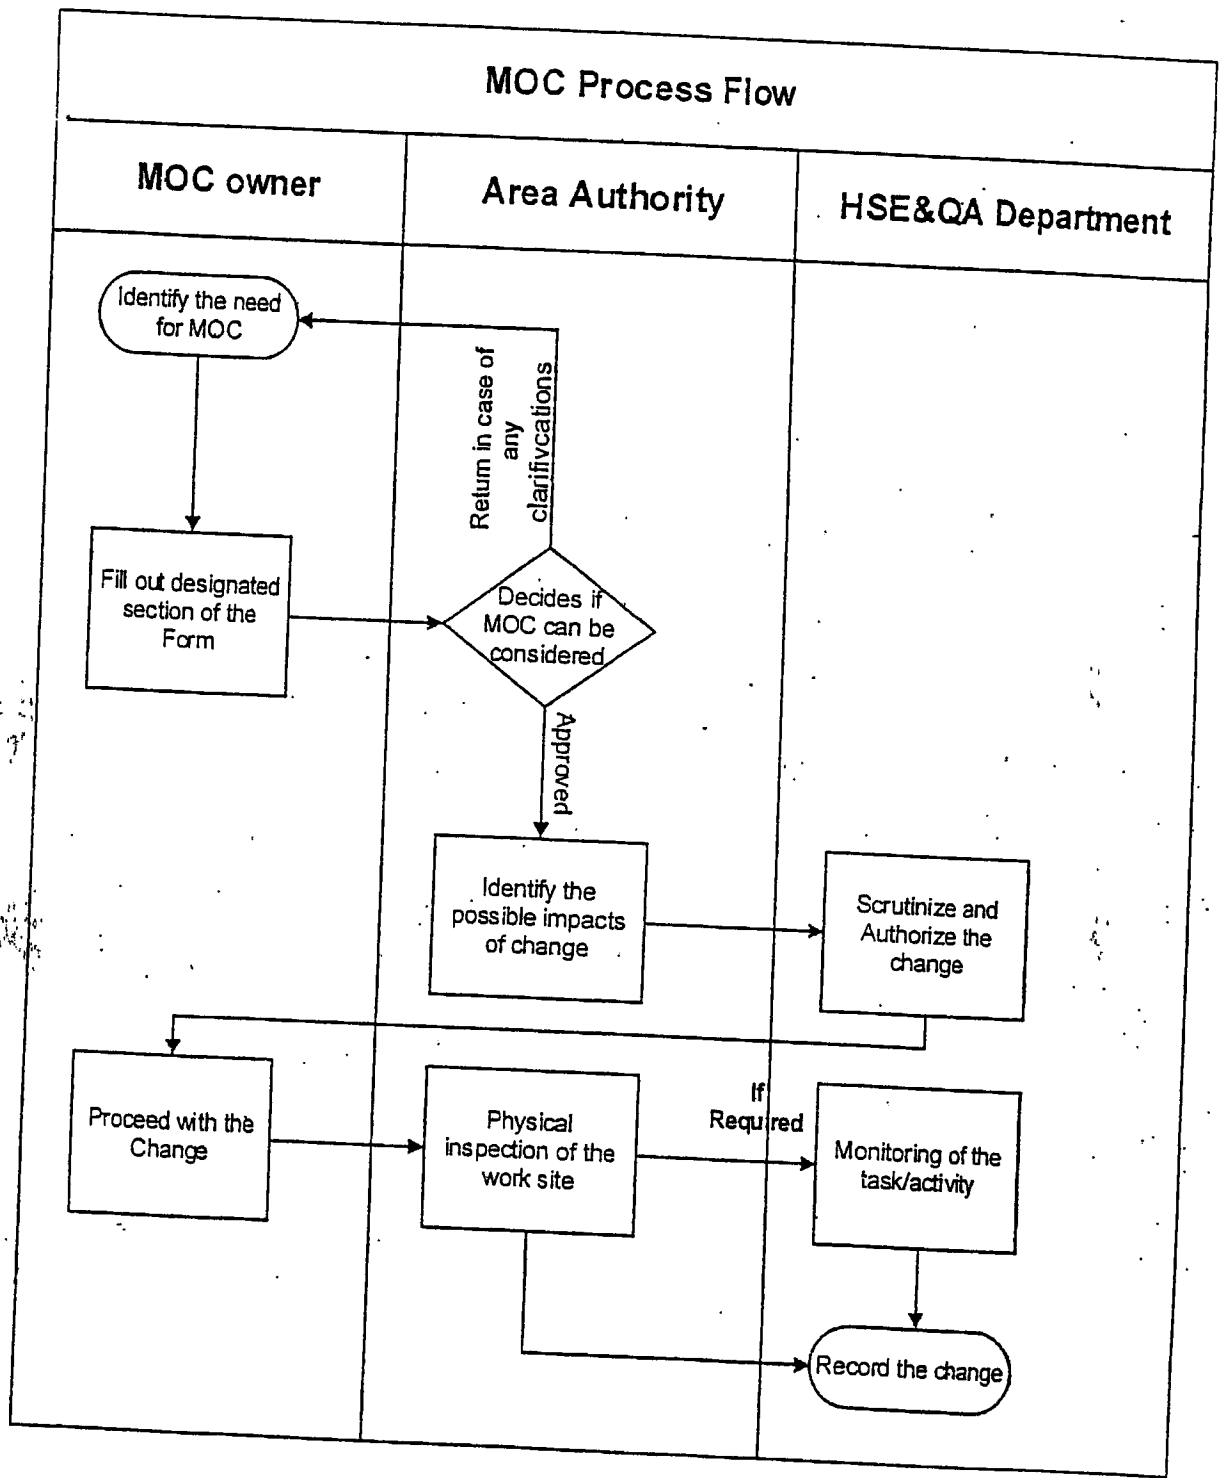 MOC Process Flow
MOC owner
Area Authority
HSE&QA Department
Identify the need
for MOC
Return in case of
any
clarifivcations
Fill out designated
section of the
Form
Decides if
MOC can be
considered
Approved
Identify the
possible impacts
of change
Scrutinize and
Authorize the
change
Proceed with the
Change
Physical
inspection of the
work site
If
Required
Monitoring of the
task/activity
Record the change